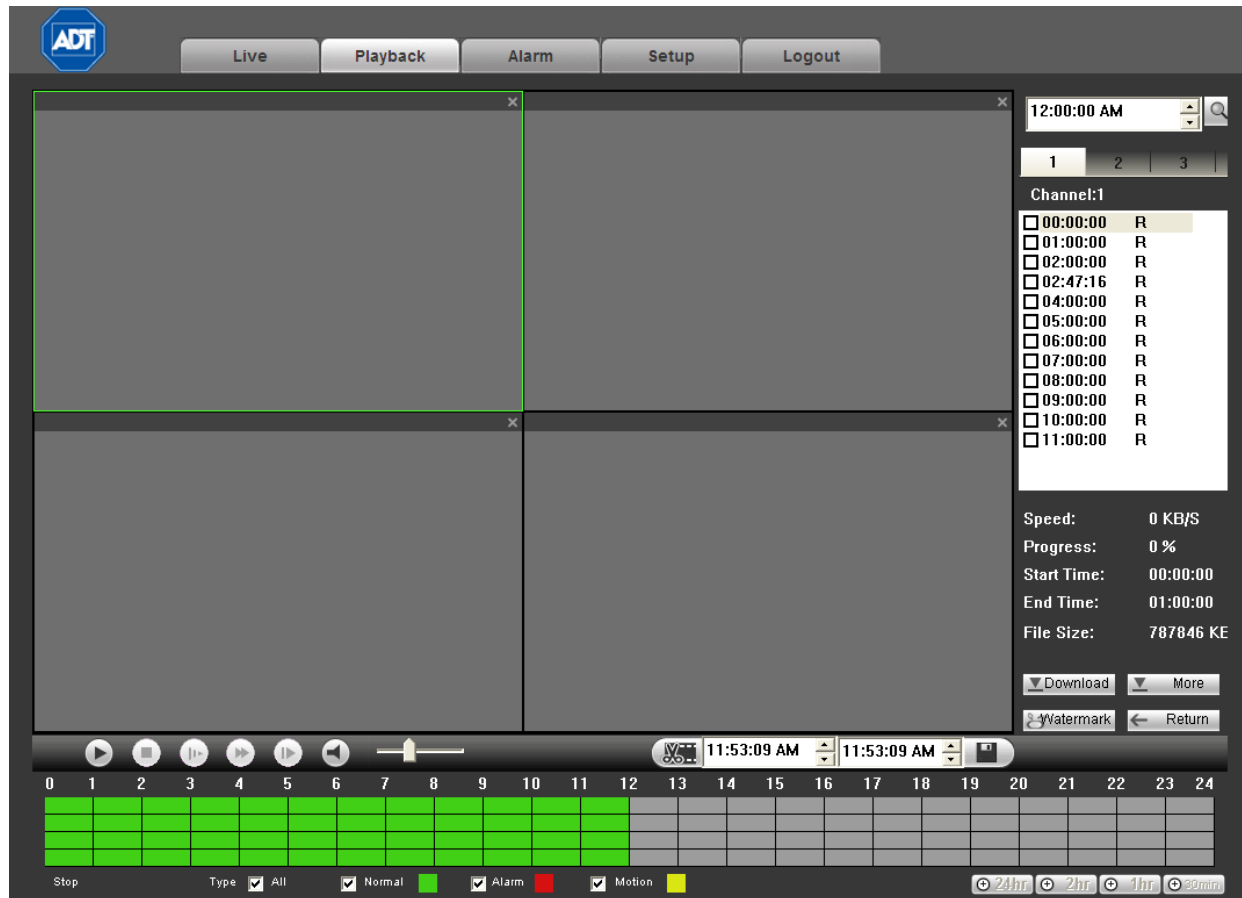 ADT
Live Playback Alarm Setup Logout
12:00:00 AM
1 2 3
Channel:1
00:00:00 R
01:00:00 R
02:00:00 R
02:47:16 R
04:00:00 R
05:00:00 R
06:00:00 R
07:00:00 R
08:00:00 R
09:00:00 R
10:00:00 R
11:00:00 R
Speed: 0 KB/S
Progress: 0 %
Start Time: 00:00:00
End Time: 01:00:00
File Size: 787846 KE
Download More
Watermark Return
11:53:09 AM 11:53:09 AM
0 1 2 3 4 5 6 7 8 9 10 11 12 13 14 15 16 17 18 19 20 21 22 23 24
Stop Type All Normal Alarm Motion 24hr 2hr 1hr 30min